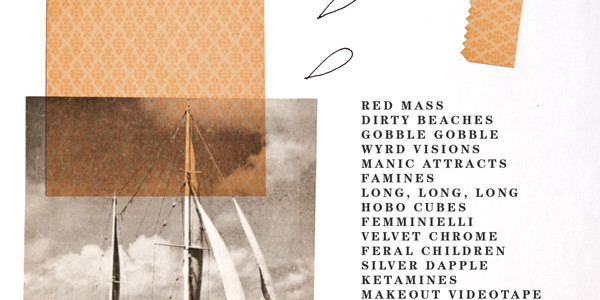 RED MASS
DIRTY BEACHES
GOBBLE GOBBLE
WYRD VISIONS
MANIC ATTRACTS
FAMINES
LONG, LONG, LONG
HOBO CUBES
FEMMINIELLI
VELVET CHROME
FERAL CHILDREN
SILVER DAPPLE
KETAMINES
MAKEOUT VIDEOTAPE